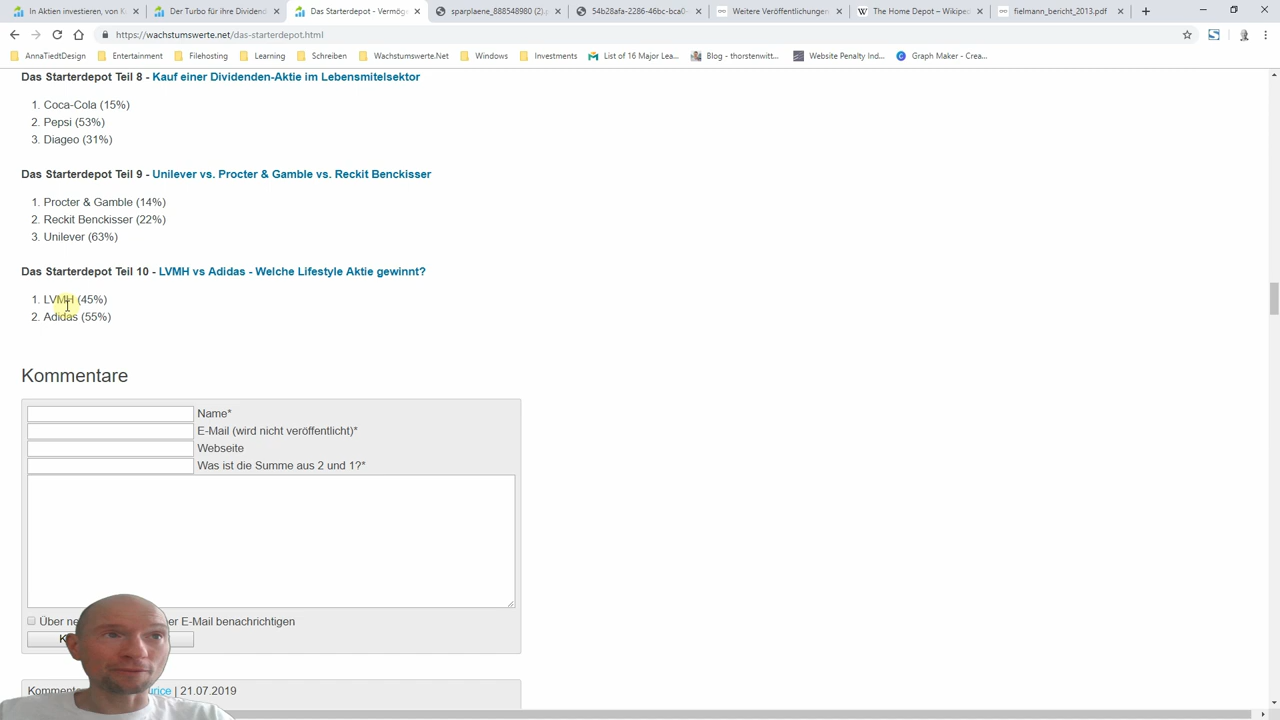 In Aktien investieren, von K
Der Turbo für ihre Dividend
Das Starterdepot - Vermög
sparplaene_888548980 (2).p
54b28afa-2286-46bc-bca0-
Weitere Veröffentlichungen
The Home Depot – Wikiped
fielmann_bericht_2013.pdf
https://wachstumswerte.net/das-starterdepot.html
AnnaTiedtDesign
Entertainment
Filehosting
Learning
Schreiben
Wachstumswerte.Net
Windows
Investments
List of 16 Major Lea...
Blog - thorstenwitt...
Website Penalty Ind...
Graph Maker - Crea...
Das Starterdepot Teil 8 - Kauf einer Dividenden-Aktie im Lebensmitelsektor
1. Coca-Cola (15%)
2. Pepsi (53%)
3. Diageo (31%)
Das Starterdepot Teil 9 - Unilever vs. Procter & Gamble vs. Reckit Benckisser
1. Procter & Gamble (14%)
2. Reckit Benckisser (22%)
3. Unilever (63%)
Das Starterdepot Teil 10 - LVMH vs Adidas - Welche Lifestyle Aktie gewinnt?
1. LVMH (45%)
2. Adidas (55%)
Kommentare
Name*
E-Mail (wird nicht veröffentlicht)*
Webseite
Was ist die Summe aus 2 und 1?*
Über ne er E-Mail benachrichtigen
K
Komment urice | 21.07.2019